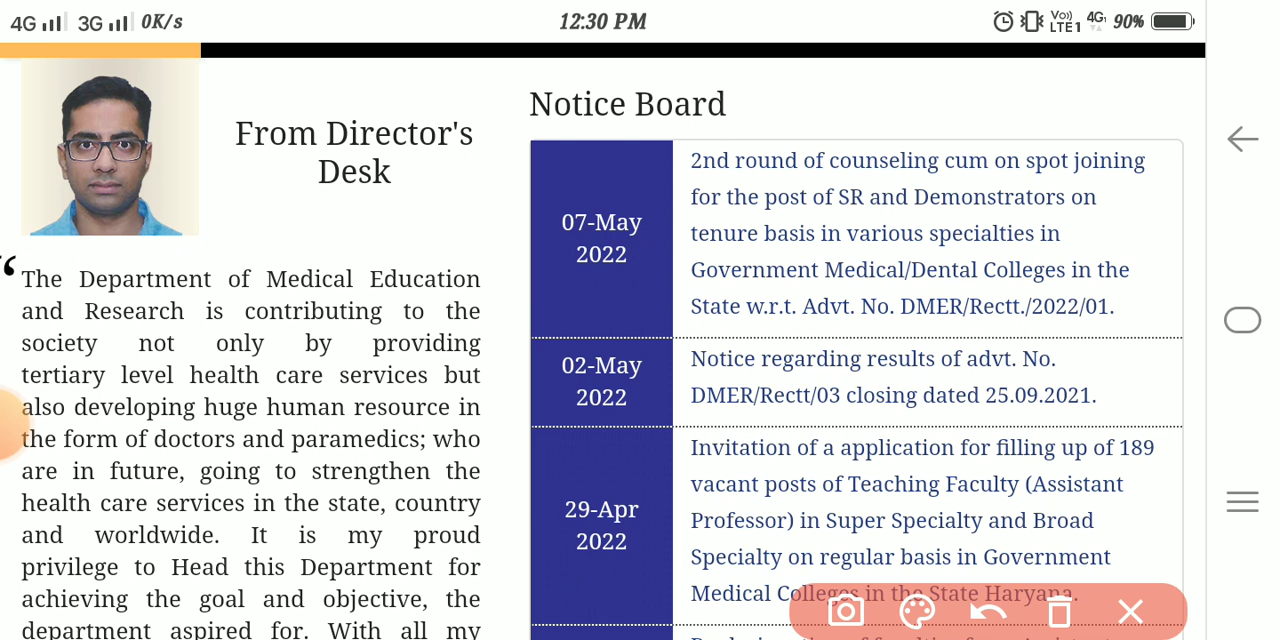 4G 3G 0K/s 12:30 PM Vo) LTE1 4G 90%
From Director's
Desk
“
The Department of Medical Education
and Research is contributing to the
society not only by providing
tertiary level health care services but
also developing huge human resource in
the form of doctors and paramedics; who
are in future, going to strengthen the
health care services in the state, country
and worldwide. It is my proud
privilege to Head this Department for
achieving the goal and objective, the
department aspired for. With all my
Notice Board
07-May
2022
2nd round of counseling cum on spot joining
for the post of SR and Demonstrators on
tenure basis in various specialties in
Government Medical/Dental Colleges in the
State w.r.t. Advt. No. DMER/Rectt./2022/01.
02-May
2022
Notice regarding results of advt. No.
DMER/Rectt/03 closing dated 25.09.2021.
29-Apr
2022
Invitation of a application for filling up of 189
vacant posts of Teaching Faculty (Assistant
Professor) in Super Specialty and Broad
Specialty on regular basis in Government
Medical Colleges in the State Haryana.